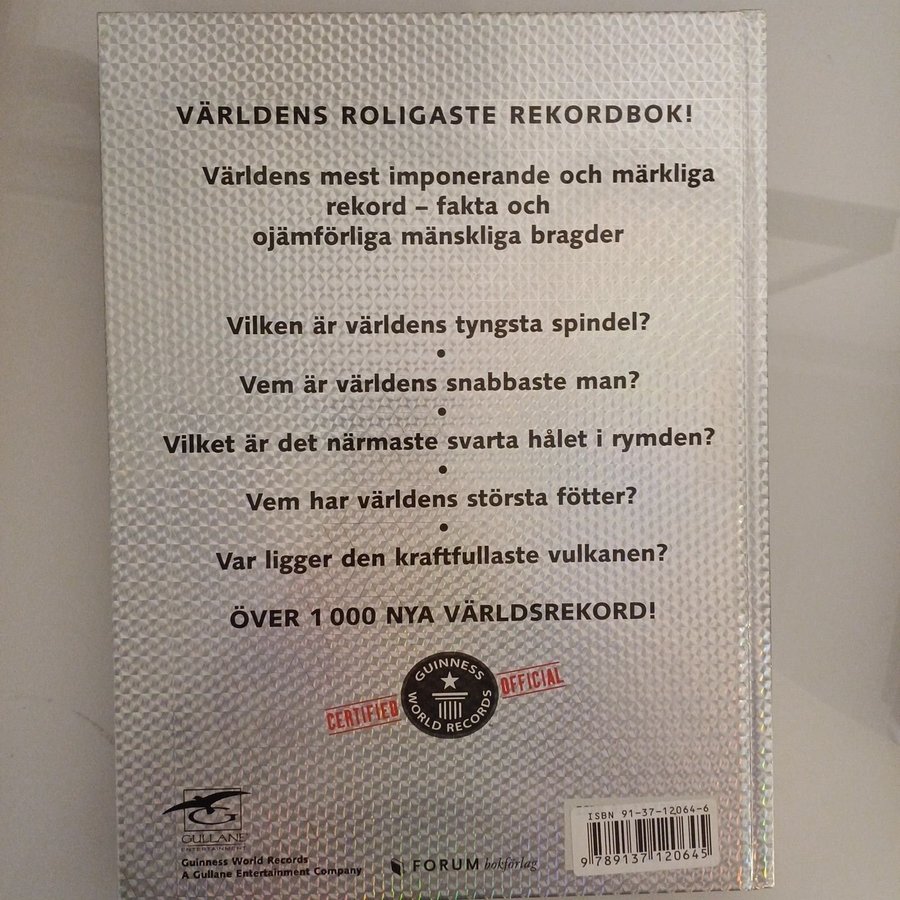 VÄRLDENS ROLIGASTE REKORDBOK!
Världens mest imponerande och märkliga
rekord – fakta och
ojämförliga mänskliga bragder
Vilken är världens tyngsta spindel?
•
Vem är världens snabbaste man?
•
Vilket är det närmaste svarta hålet i rymden?
•
Vem har världens största fötter?
•
Var ligger den kraftfullaste vulkanen?
ÖVER 1 000 NYA VÄRLDSREKORD!
CERTIFIED
GUINNESS
WORLD RECORDS
OFFICIAL
G
GULLANE
ENTERTAINMENT
Guinness World Records
A Gullane Entertainment Company
FORUM bokförlag
ISBN 91-37-12064-6
9 789137 120645